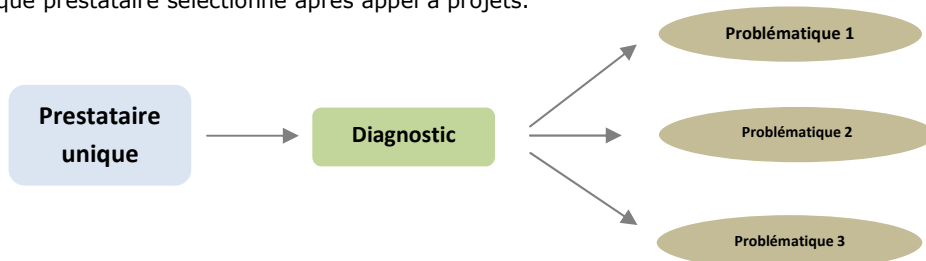 que prestataire sélectionné après appel à projets.
Problématique 1
Prestataire
unique
Diagnostic
Problématique 2
Problématique 3